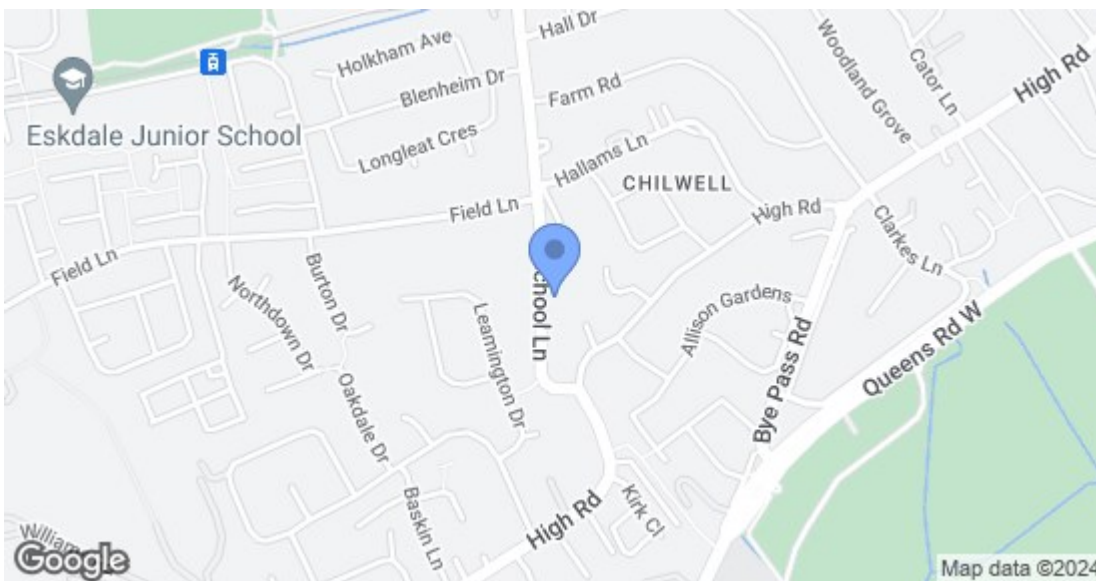 Hall Dr
Holkham Ave
Woodland Grove
Cator Ln
High Rd
Blenheim Dr
Farm Rd
Eskdale Junior School
Longleat Cres
Hallams Ln
CHILWELL
Field Ln
High Rd
Clarkes Ln
Field Ln
Burton Dr
chool Ln
Northdown Dr
Leamington Dr
Allison Gardens
Queens Rd W
Bye Pass Rd
Oakdale Dr
Baskin Ln
High Rd
Kirk Cl
William
Google
Map data ©2024